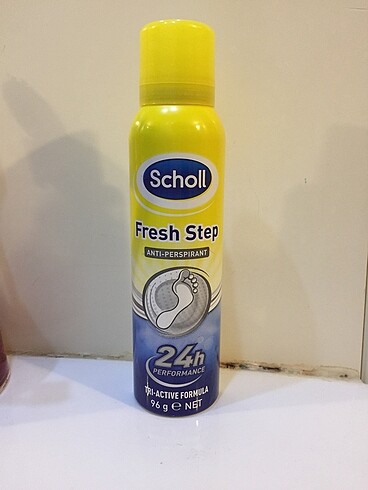 Scholl
Fresh Step
ANTI-PERSPIRANT
24h
PERFORMANCE
TRI-ACTIVE FORMULA
96 g ℮ NET